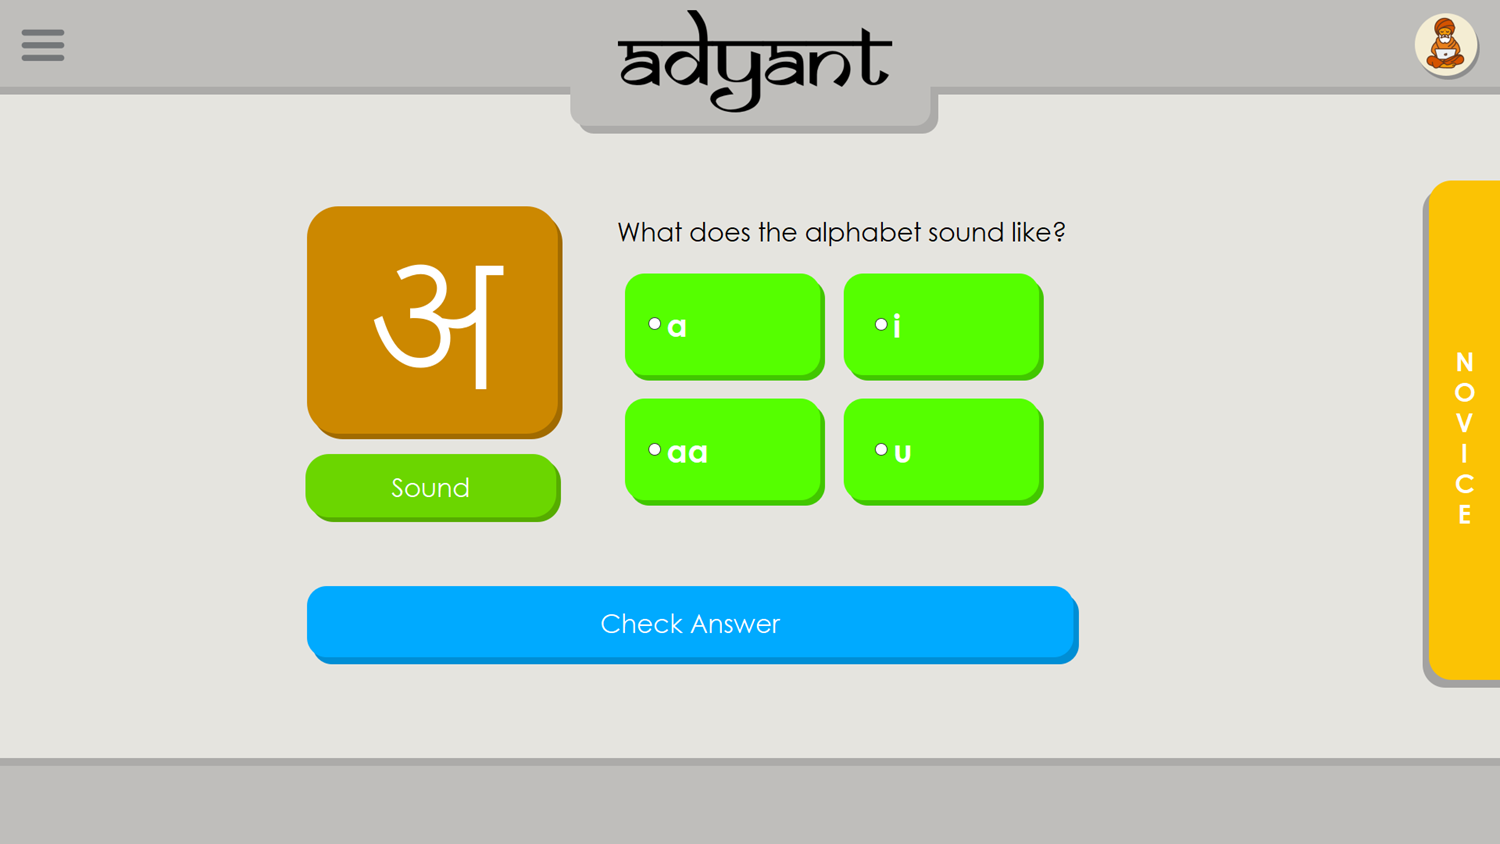 adyant
अ
What does the alphabet sound like?
a
i
aa
u
Sound
Check Answer
NOVICE